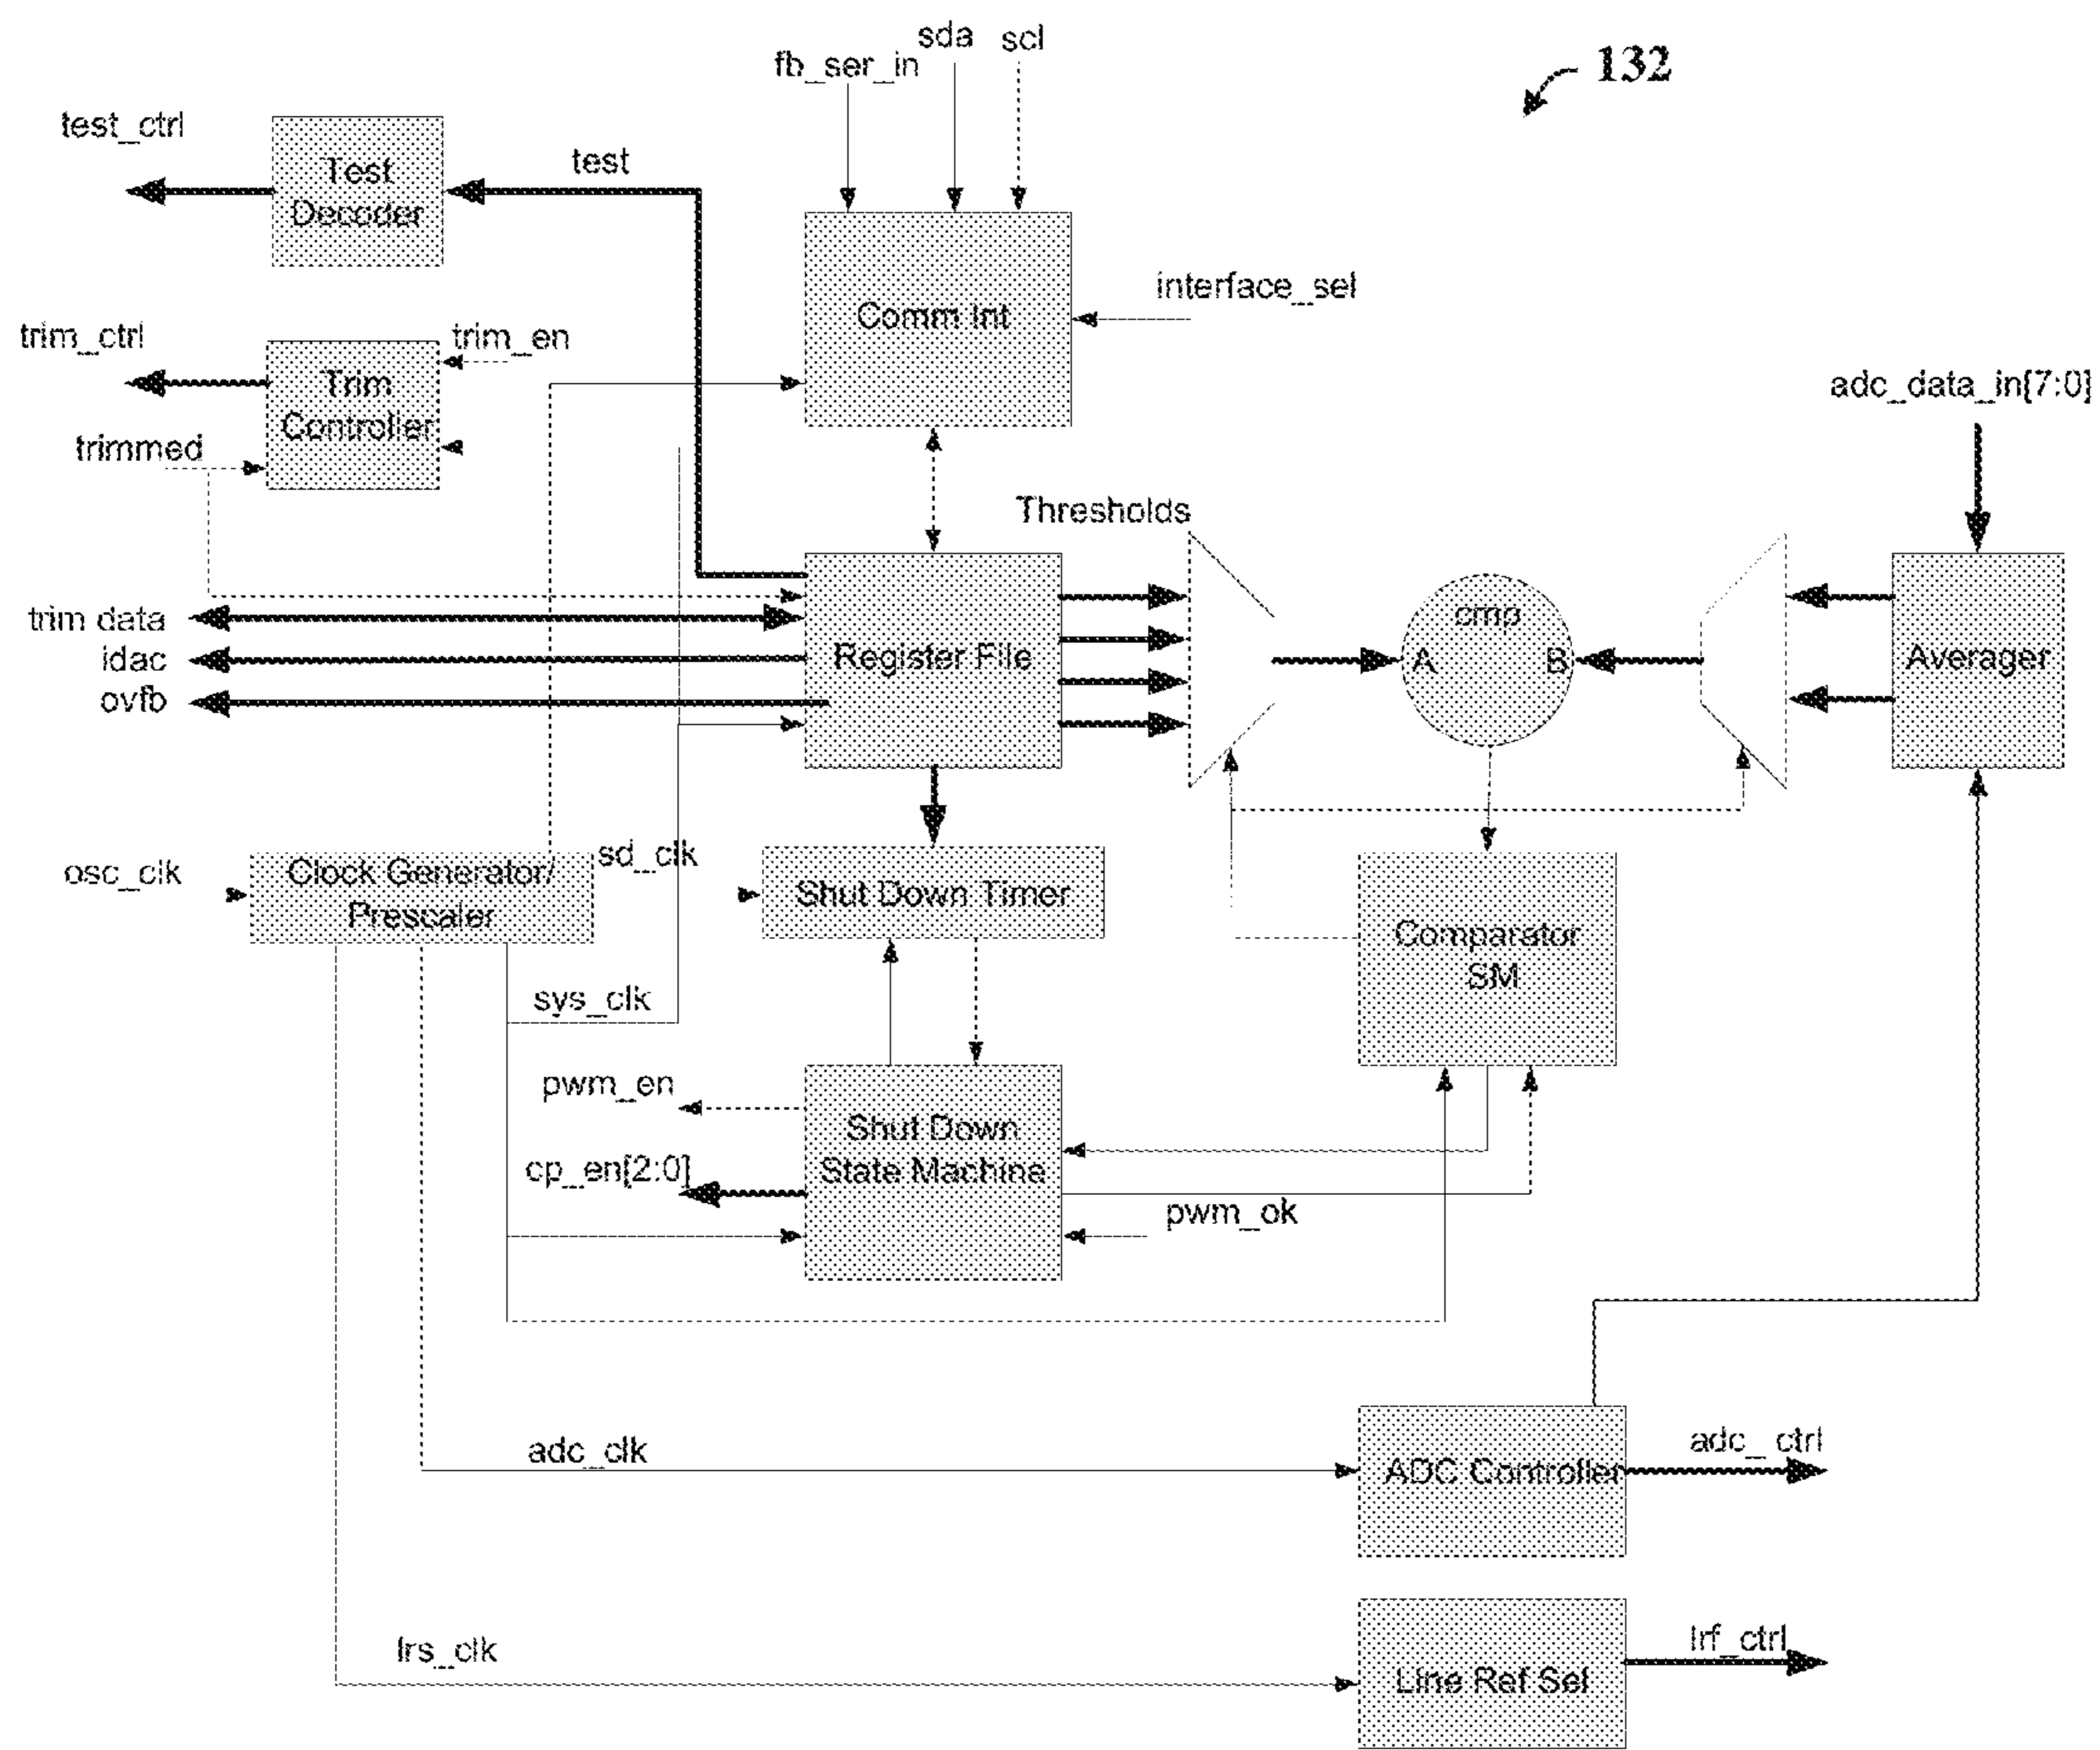 sda
scl
fb_ser_in
132
test_ctrl
test
Test
Decoder
interface_sel
Comm Int
trim_ctrl
trim_en
Trim
Controller
adc_data_in[7:0]
trimmed
Thresholds
trim data
idac
ovfb
Register File
cmp
A
B
Averager
osc_clk
Clock Generator/
Prescaler
sd_clk
Shut Down Timer
Comparator
SM
sys_clk
pwm_en
cp_en[2:0]
Shut Down
State Machine
pwm_ok
adc_clk
ADC Controller
adc_ ctrl
lrs_clk
Line Ref Sel
lrf_ctrl